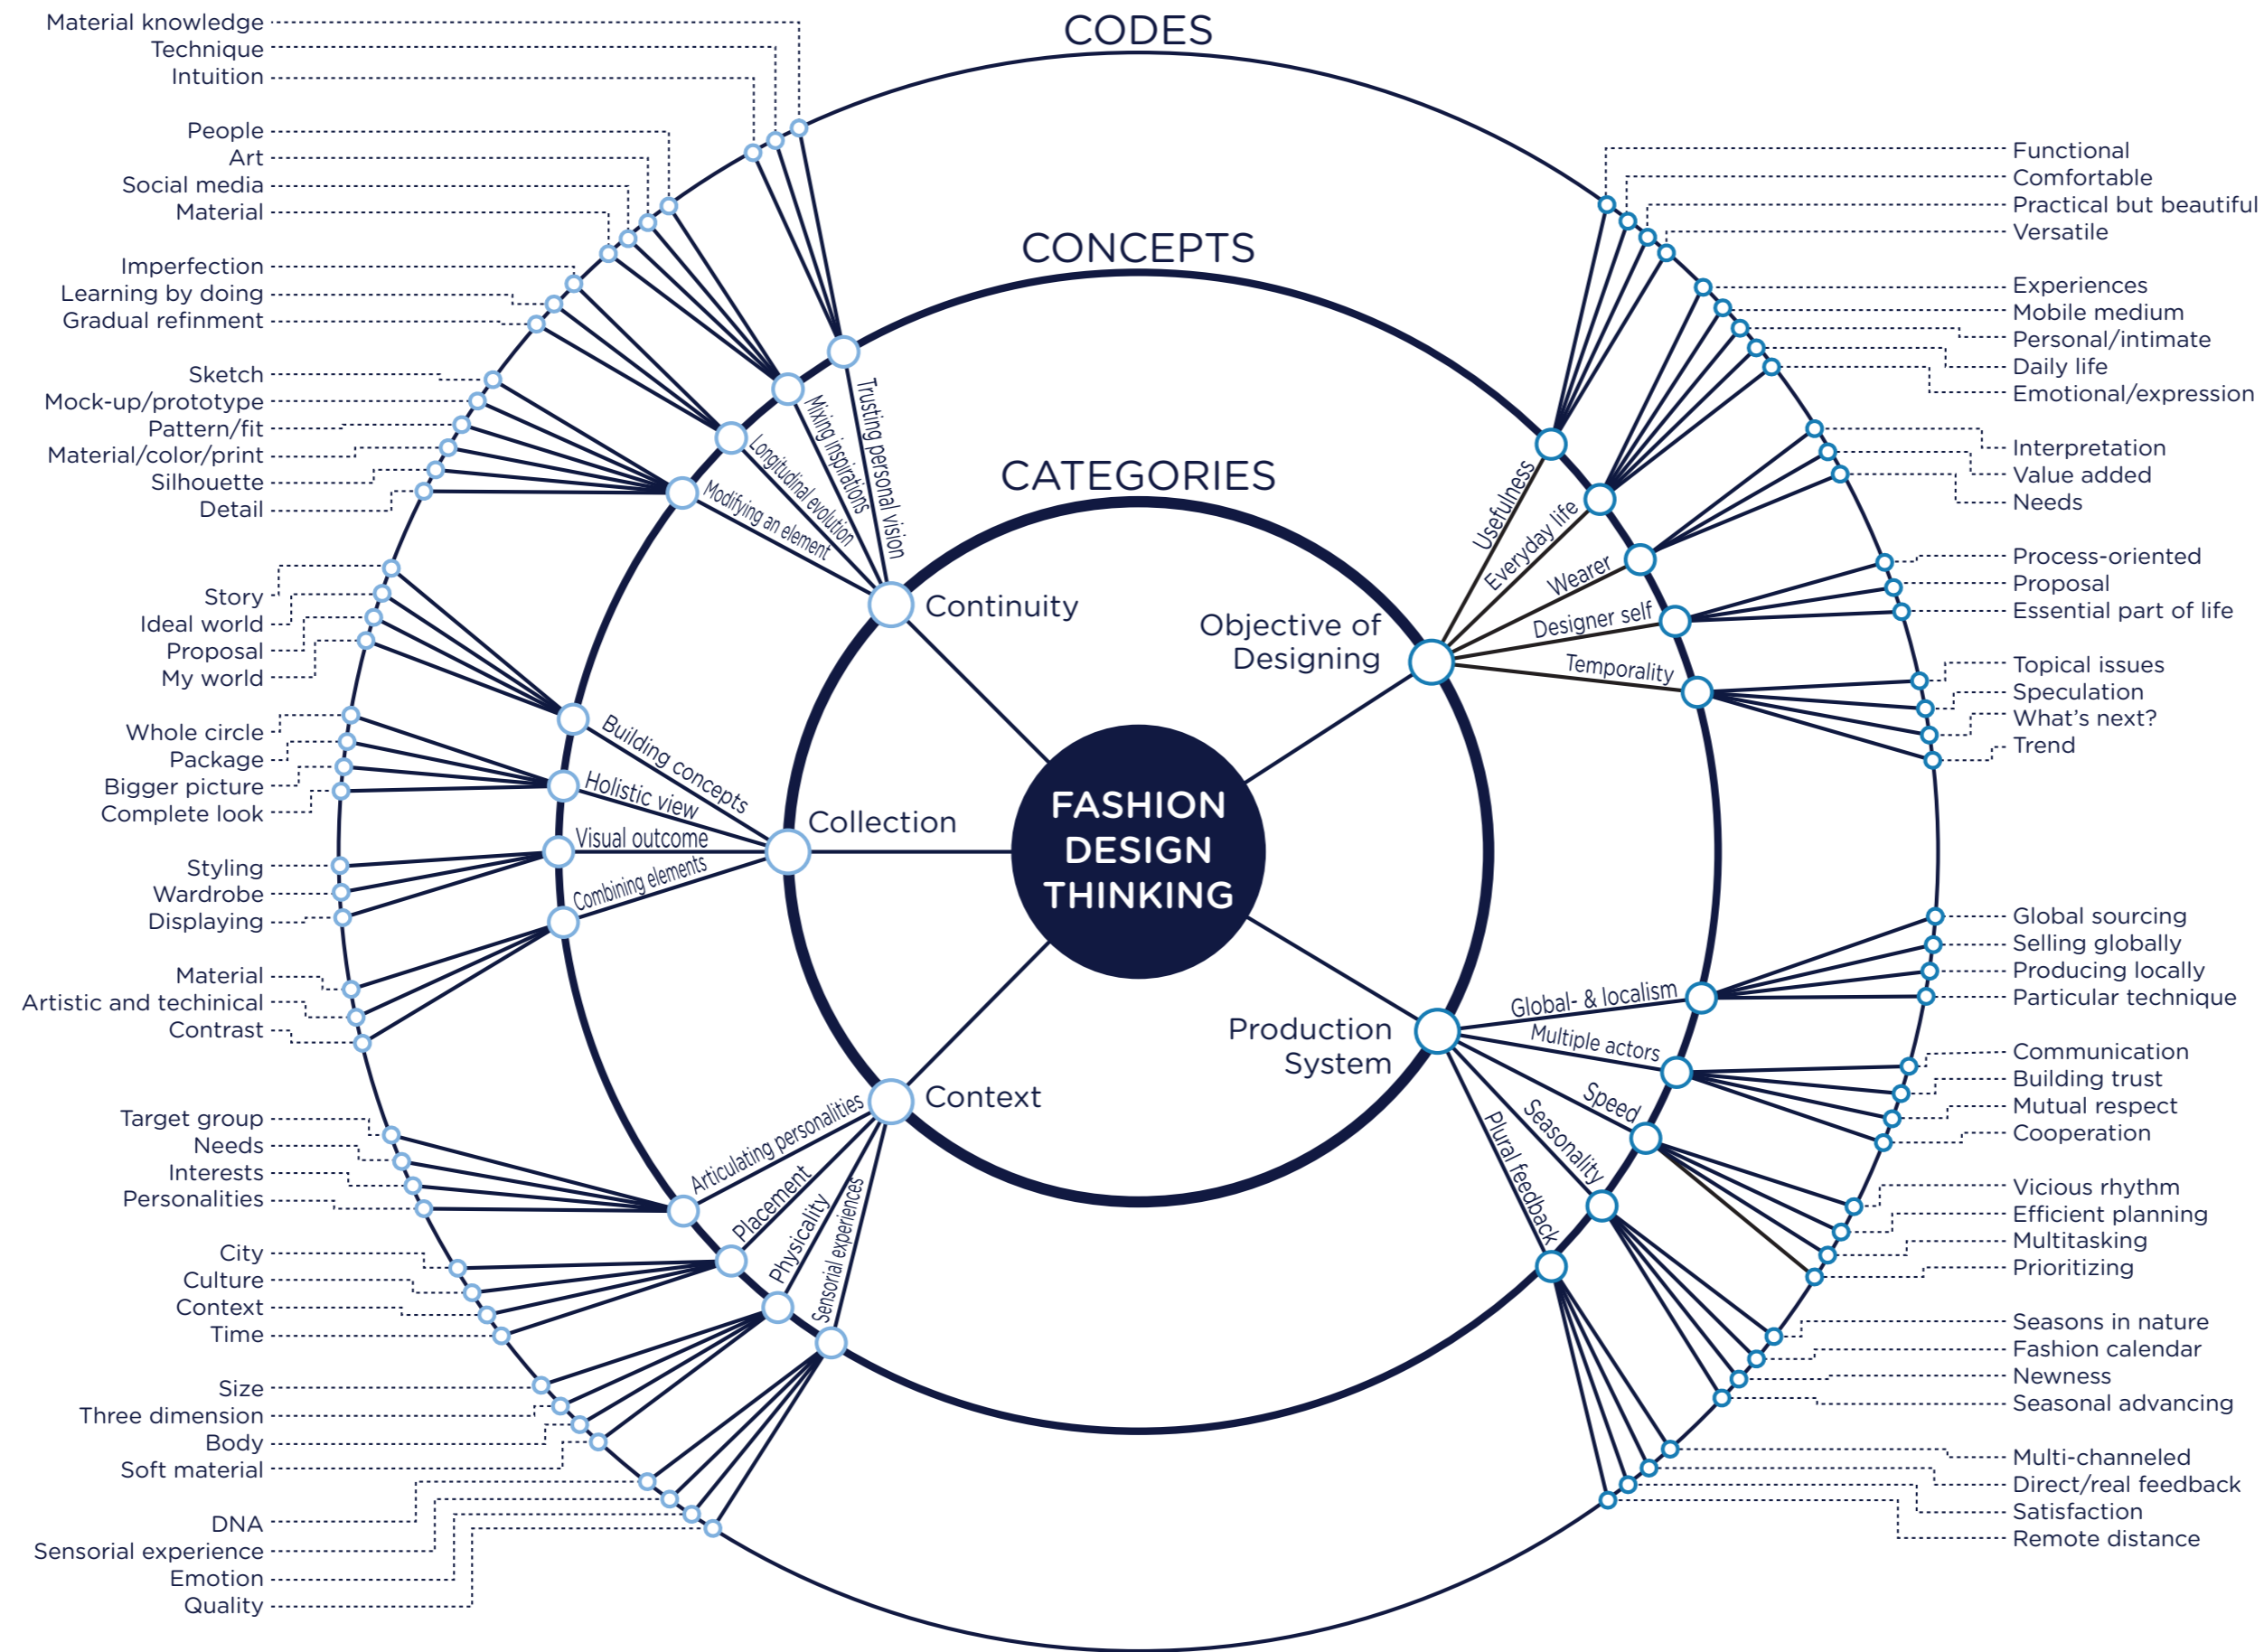 CODES
CONCEPTS
CATEGORIES
FASHION
DESIGN
THINKING
Continuity
Trusting personal vision
Mixing inspirations
Longitudinal evolution
Modifying an element
Material knowledge
Technique
Intuition
People
Art
Social media
Material
Imperfection
Learning by doing
Gradual refinment
Sketch
Mock-up/prototype
Pattern/fit
Material/color/print
Silhouette
Detail
Collection
Building concepts
Holistic view
Visual outcome
Combining elements
Story
Ideal world
Proposal
My world
Whole circle
Package
Bigger picture
Complete look
Styling
Wardrobe
Displaying
Material
Artistic and techinical
Contrast
Context
Articulating personalities
Placement
Physicality
Sensorial experiences
Target group
Needs
Interests
Personalities
City
Culture
Context
Time
Size
Three dimension
Body
Soft material
DNA
Sensorial experience
Emotion
Quality
Objective of
Designing
Usefulness
Everyday life
Wearer
Designer self
Temporality
Functional
Comfortable
Practical but beautiful
Versatile
Experiences
Mobile medium
Personal/intimate
Daily life
Emotional/expression
Interpretation
Value added
Needs
Process-oriented
Proposal
Essential part of life
Topical issues
Speculation
What's next?
Trend
Production
System
Global- & localism
Multiple actors
Speed
Seasonality
Plural feedback
Global sourcing
Selling globally
Producing locally
Particular technique
Communication
Building trust
Mutual respect
Cooperation
Vicious rhythm
Efficient planning
Multitasking
Prioritizing
Seasons in nature
Fashion calendar
Newness
Seasonal advancing
Multi-channeled
Direct/real feedback
Satisfaction
Remote distance